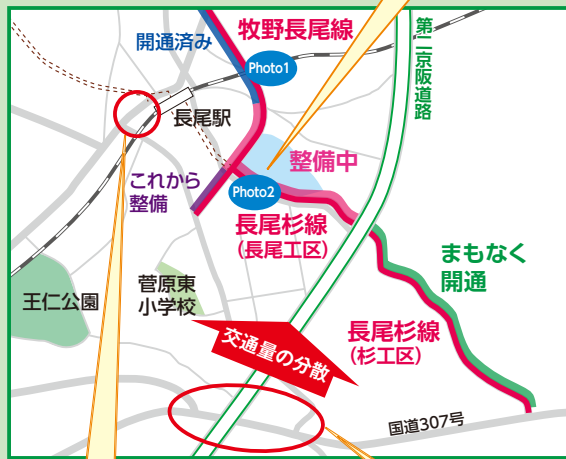 牧野長尾線
開通済み
Photo1
第二京阪道路
長尾駅
整備中
これから
整備
Photo2
長尾杉線
(長尾工区)
まもなく
開通
王仁公園
菅原東
小学校
長尾杉線
(杉工区)
交通量の分散
国道307号